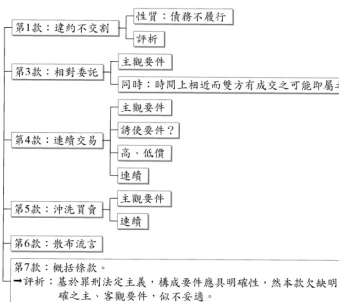 第1款：違約不交割
性質：債務不履行
評析
第3款：相對委託
主觀要件
同時：時間上相近而雙方有成交之可能即屬
第4款：連續交易
主觀要件
誘使要件？
高、低價
連續
第5款：沖洗買賣
主觀要件
連續
第6款：散布流言
第7款：概括條款。
➞評析：基於罪刑法定主義，構成要件應具明確性，然本款欠缺明
確之主、客觀要件，似不妥適。